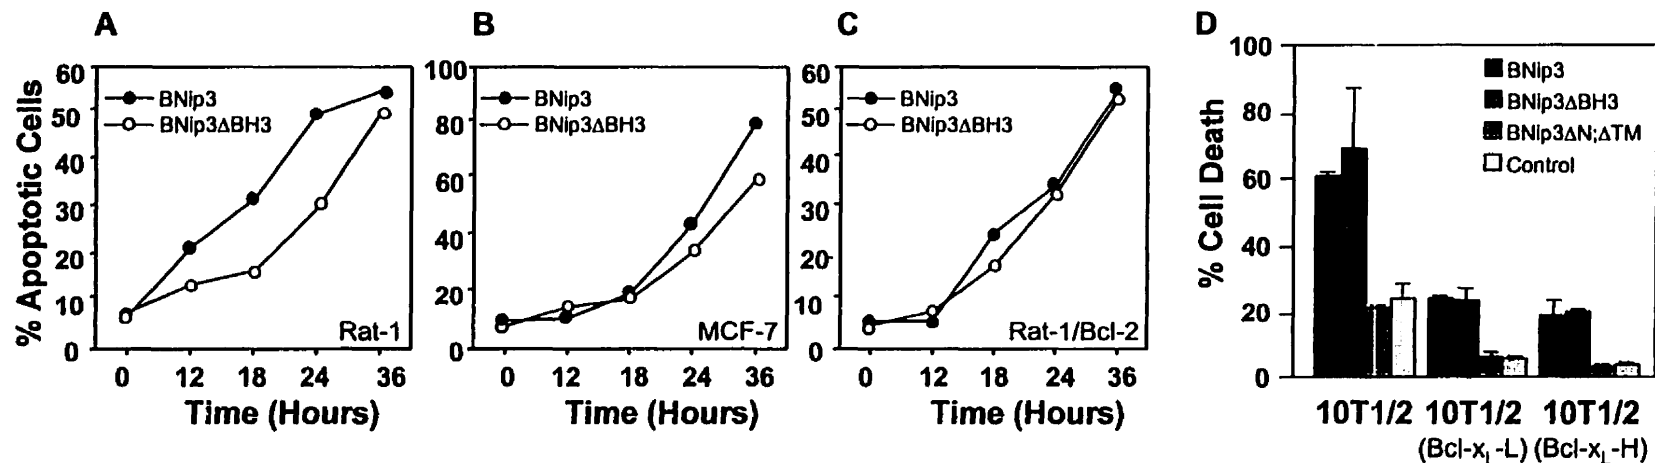 A
% Apoptotic Cells
60
50
40
30
20
10
0
BNip3
BNip3ΔBH3
Rat-1
0 12 18 24 36
Time (Hours)
B
100
80
60
40
20
0
BNip3
BNip3ΔBH3
MCF-7
0 12 18 24 36
Time (Hours)
C
60
50
40
30
20
10
0
BNip3
BNip3ΔBH3
Rat-1/Bcl-2
0 12 18 24 36
Time (Hours)
D
% Cell Death
100
80
60
40
20
0
BNip3
BNip3ΔBH3
BNip3ΔN;ΔTM
Control
10T1/2 10T1/2 10T1/2
(Bcl-xL-L) (Bcl-xL-H)